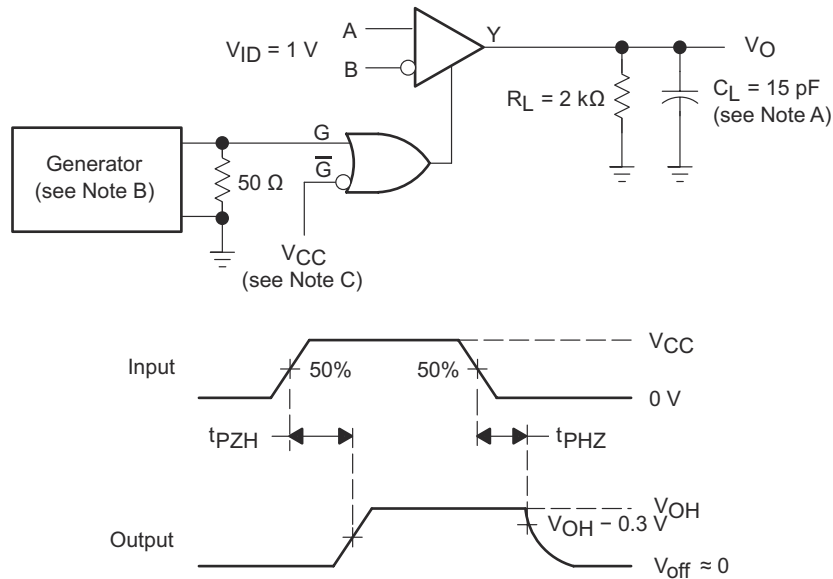 A
Y
V_O
V_ID = 1 V
B
R_L = 2 kΩ
C_L = 15 pF
(see Note A)
G
G̅
Generator
(see Note B)
50 Ω
V_CC
(see Note C)
V_CC
Input
50%
50%
0 V
t_PZH
t_PHZ
V_OH
V_OH − 0.3 V
Output
V_off ≈ 0